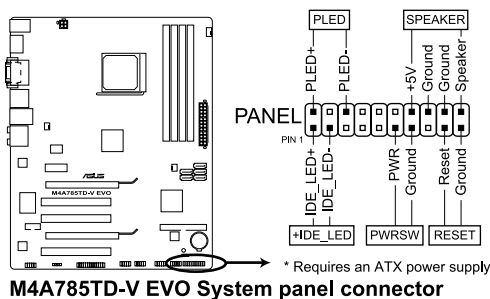 PLED
SPEAKER
PLED+
PLED-
+5V
Ground
Ground
Speaker
PANEL
PIN 1
IDE_LED+
IDE_LED-
PWR
Ground
Reset
Ground
+IDE_LED
PWRSW
RESET
* Requires an ATX power supply
ASUS
M4A785TD-V EVO
M4A785TD-V EVO System panel connector